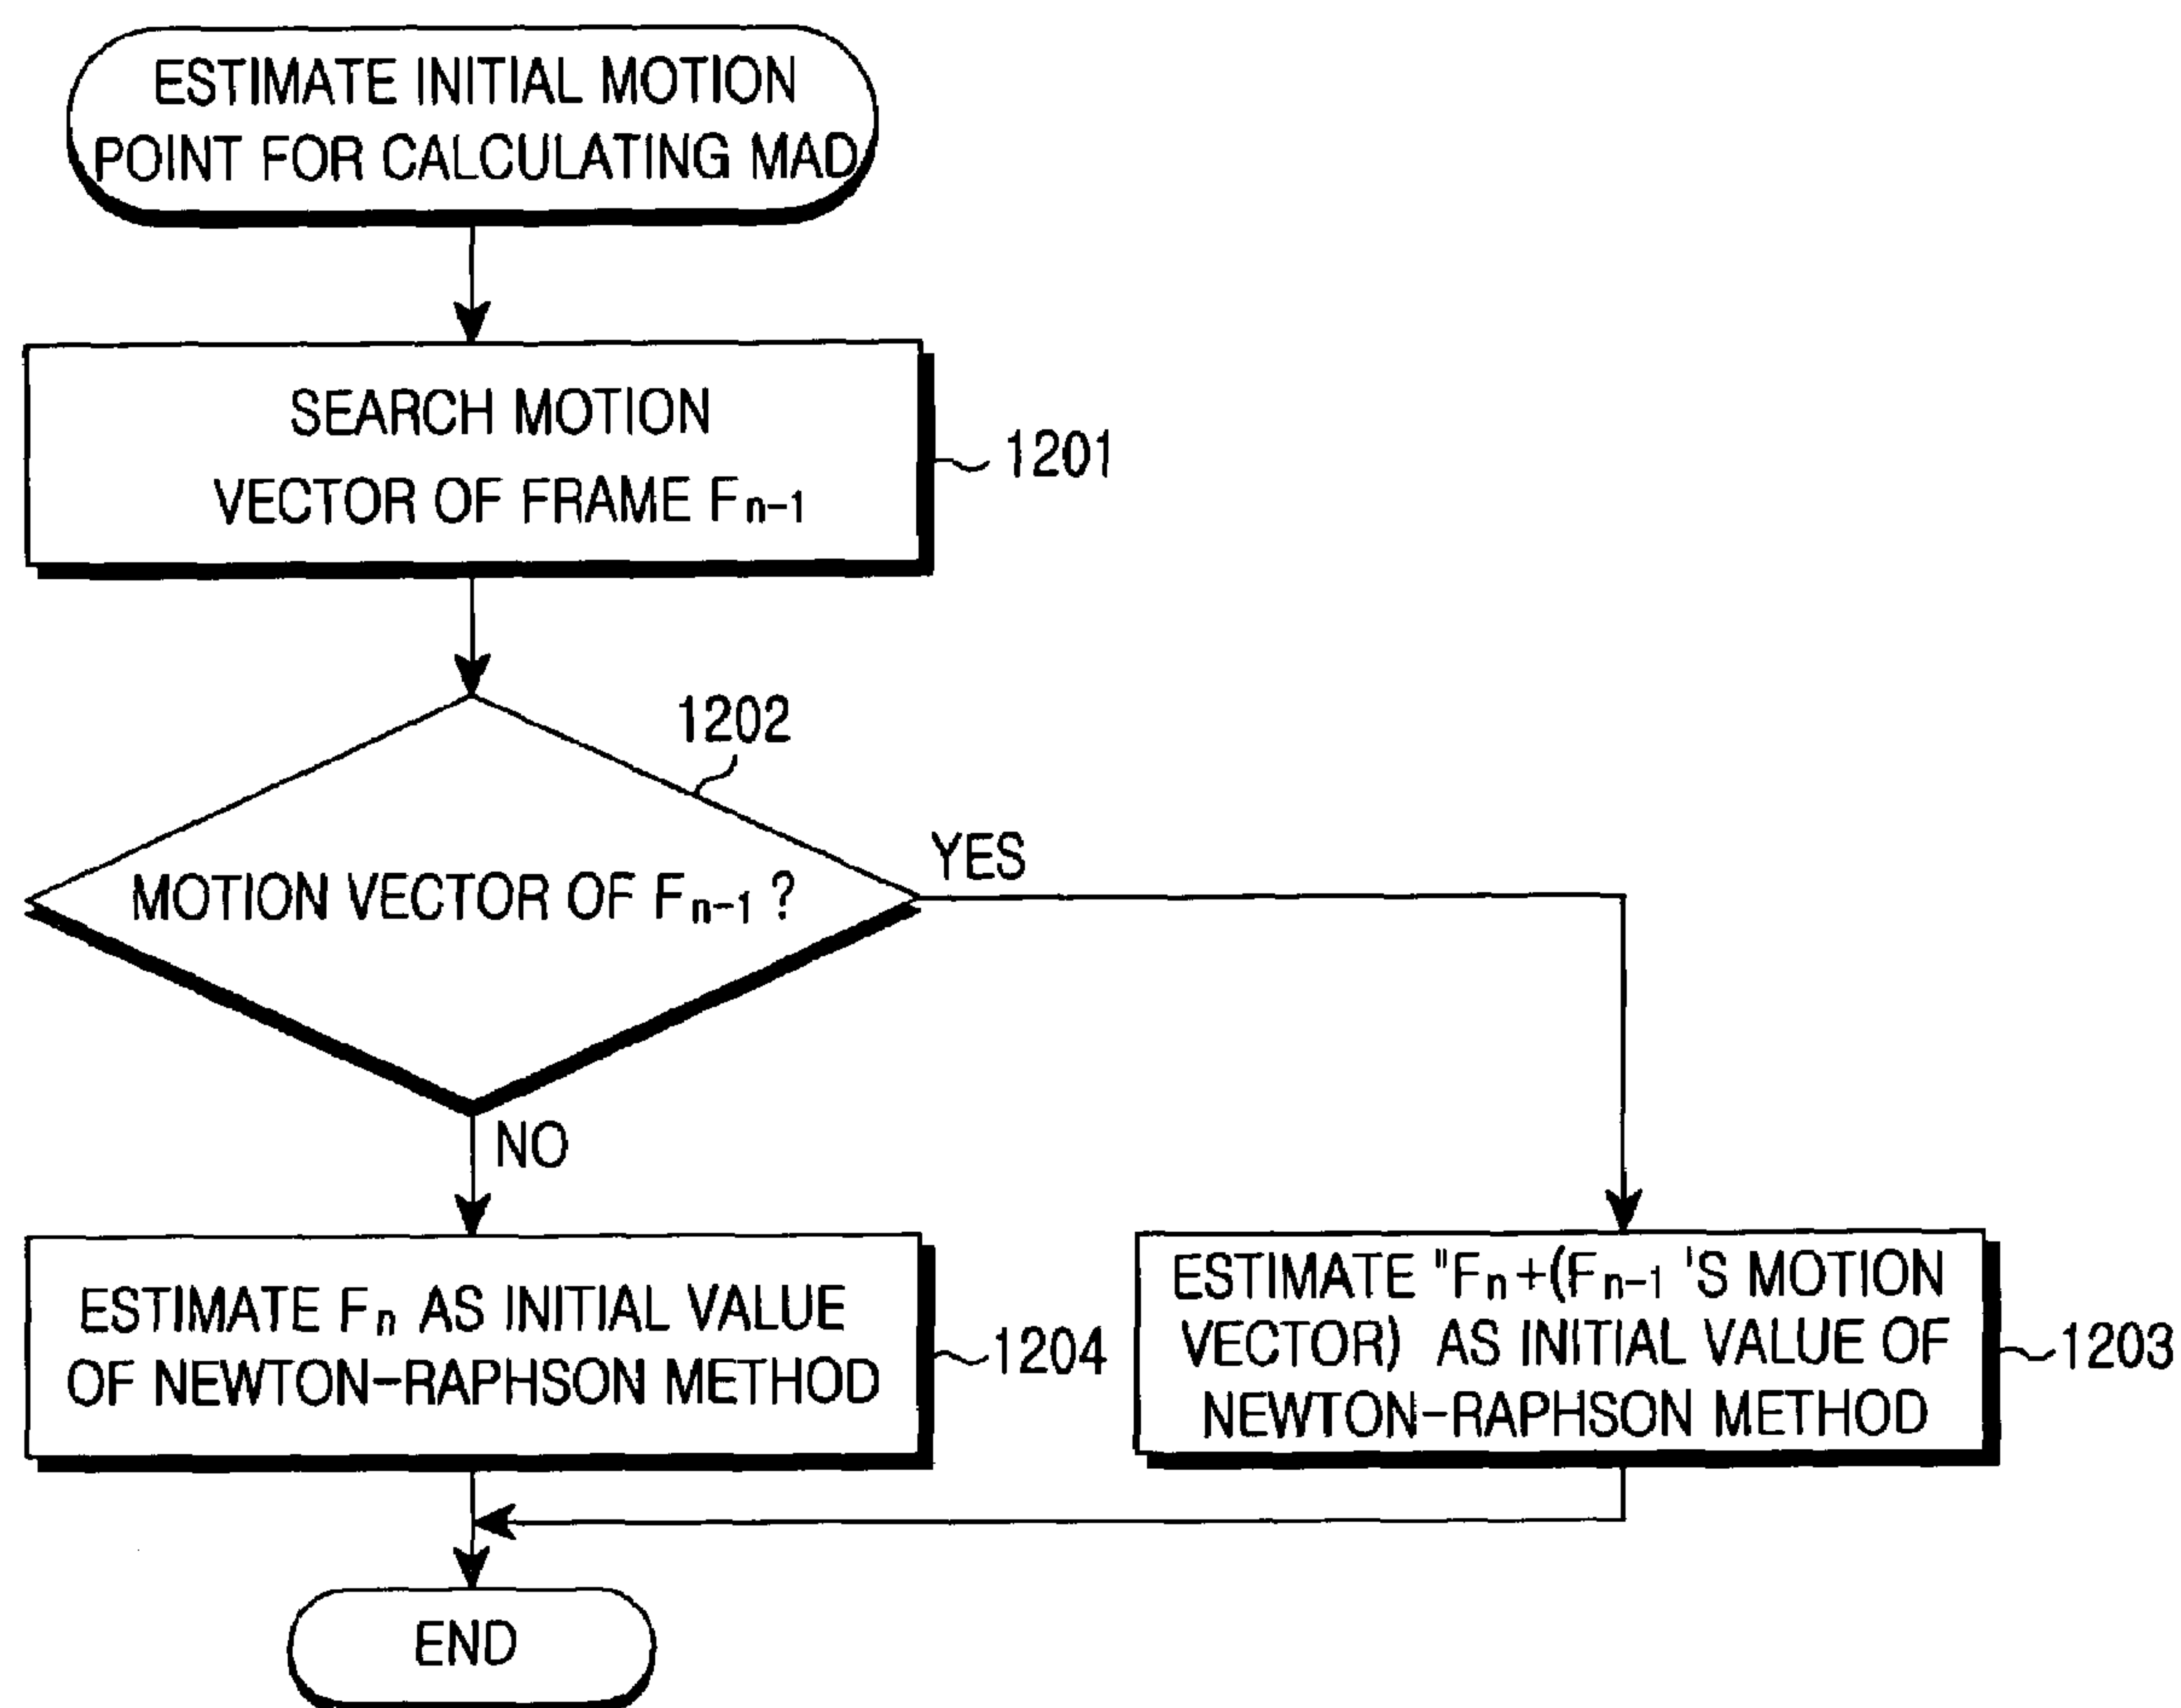 ESTIMATE INITIAL MOTION
POINT FOR CALCULATING MAD
SEARCH MOTION
VECTOR OF FRAME Fn-1
1201
1202
MOTION VECTOR OF Fn-1 ?
YES
NO
ESTIMATE Fn AS INITIAL VALUE
OF NEWTON-RAPHSON METHOD
1204
ESTIMATE "Fn+(Fn-1 'S MOTION
VECTOR) AS INITIAL VALUE OF
NEWTON-RAPHSON METHOD
1203
END